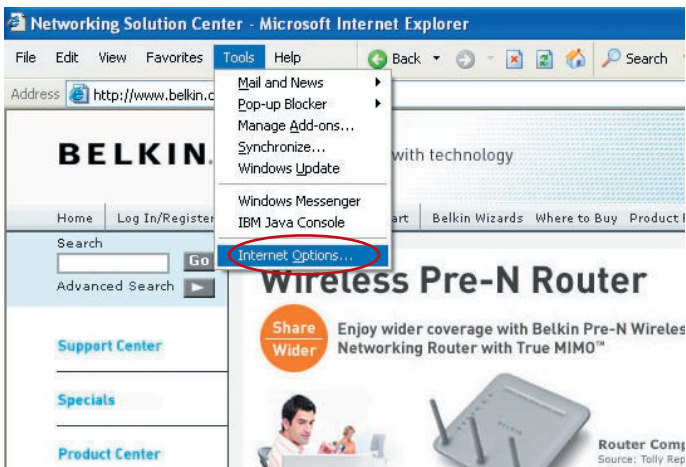 Networking Solution Center - Microsoft Internet Explorer
File Edit View Favorites Tools Help Back Search
Address http://www.belkin.c
Mail and News
Pop-up Blocker
Manage Add-ons...
Synchronize...
Windows Update
Windows Messenger
IBM Java Console
Internet Options...
BELKIN. with technology
Home Log In/Register art Belkin Wizards Where to Buy Product
Search
Go
Advanced Search
Wireless Pre-N Router
Share
Wider
Enjoy wider coverage with Belkin Pre-N Wireles
Networking Router with True MIMO™
Support Center
Specials
Product Center
BELKIN
Router Comp
Source: Tolly Rep